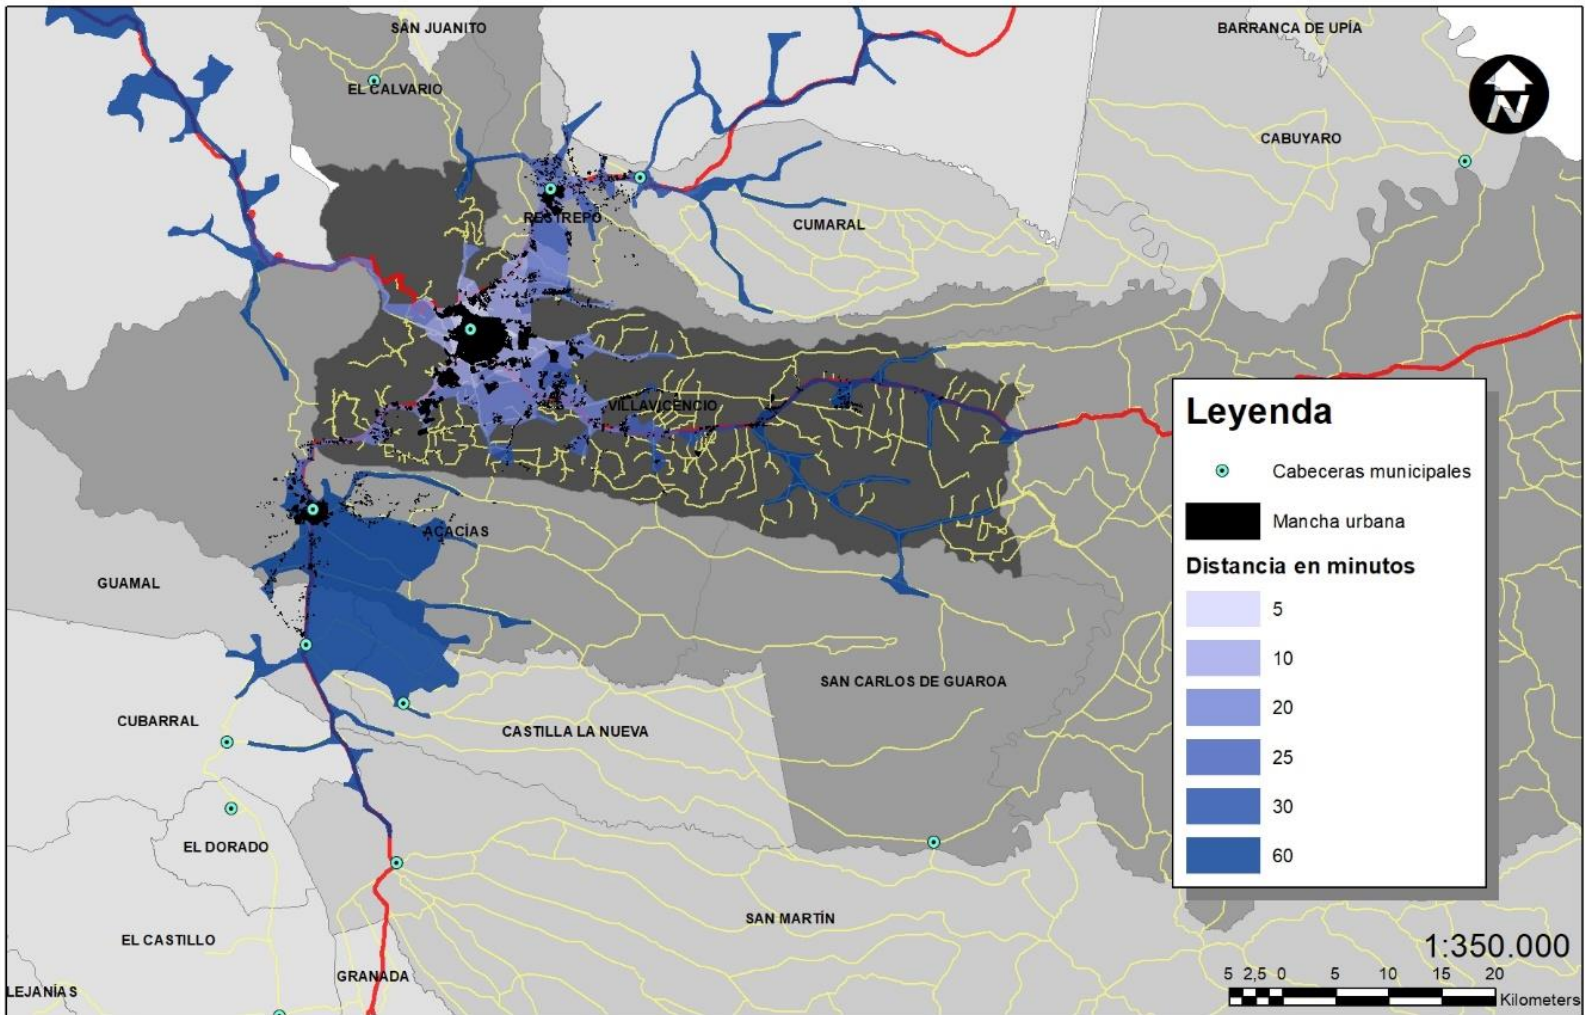 SAN JUANITO
BARRANCA DE UPÍA
EL CALVARIO
N
CABUYARO
RESTREPO
CUMARAL
VILLAVICENCIO
Leyenda
Cabeceras municipales
Mancha urbana
Distancia en minutos
5
10
20
25
30
60
ACACÍAS
GUAMAL
SAN CARLOS DE GUAROA
CUBARRAL
CASTILLA LA NUEVA
EL DORADO
SAN MARTÍN
EL CASTILLO
GRANADA
LEJANÍAS
1:350.000
5 2,5 0 5 10 15 20
Kilometers